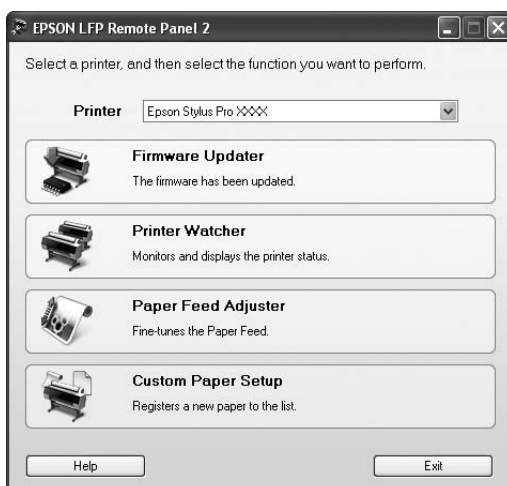 EPSON LFP Remote Panel 2
Select a printer, and then select the function you want to perform.
Printer
Epson Stylus Pro XXXX
Firmware Updater
The firmware has been updated.
Printer Watcher
Monitors and displays the printer status.
Paper Feed Adjuster
Fine-tunes the Paper Feed.
Custom Paper Setup
Registers a new paper to the list.
Help
Exit